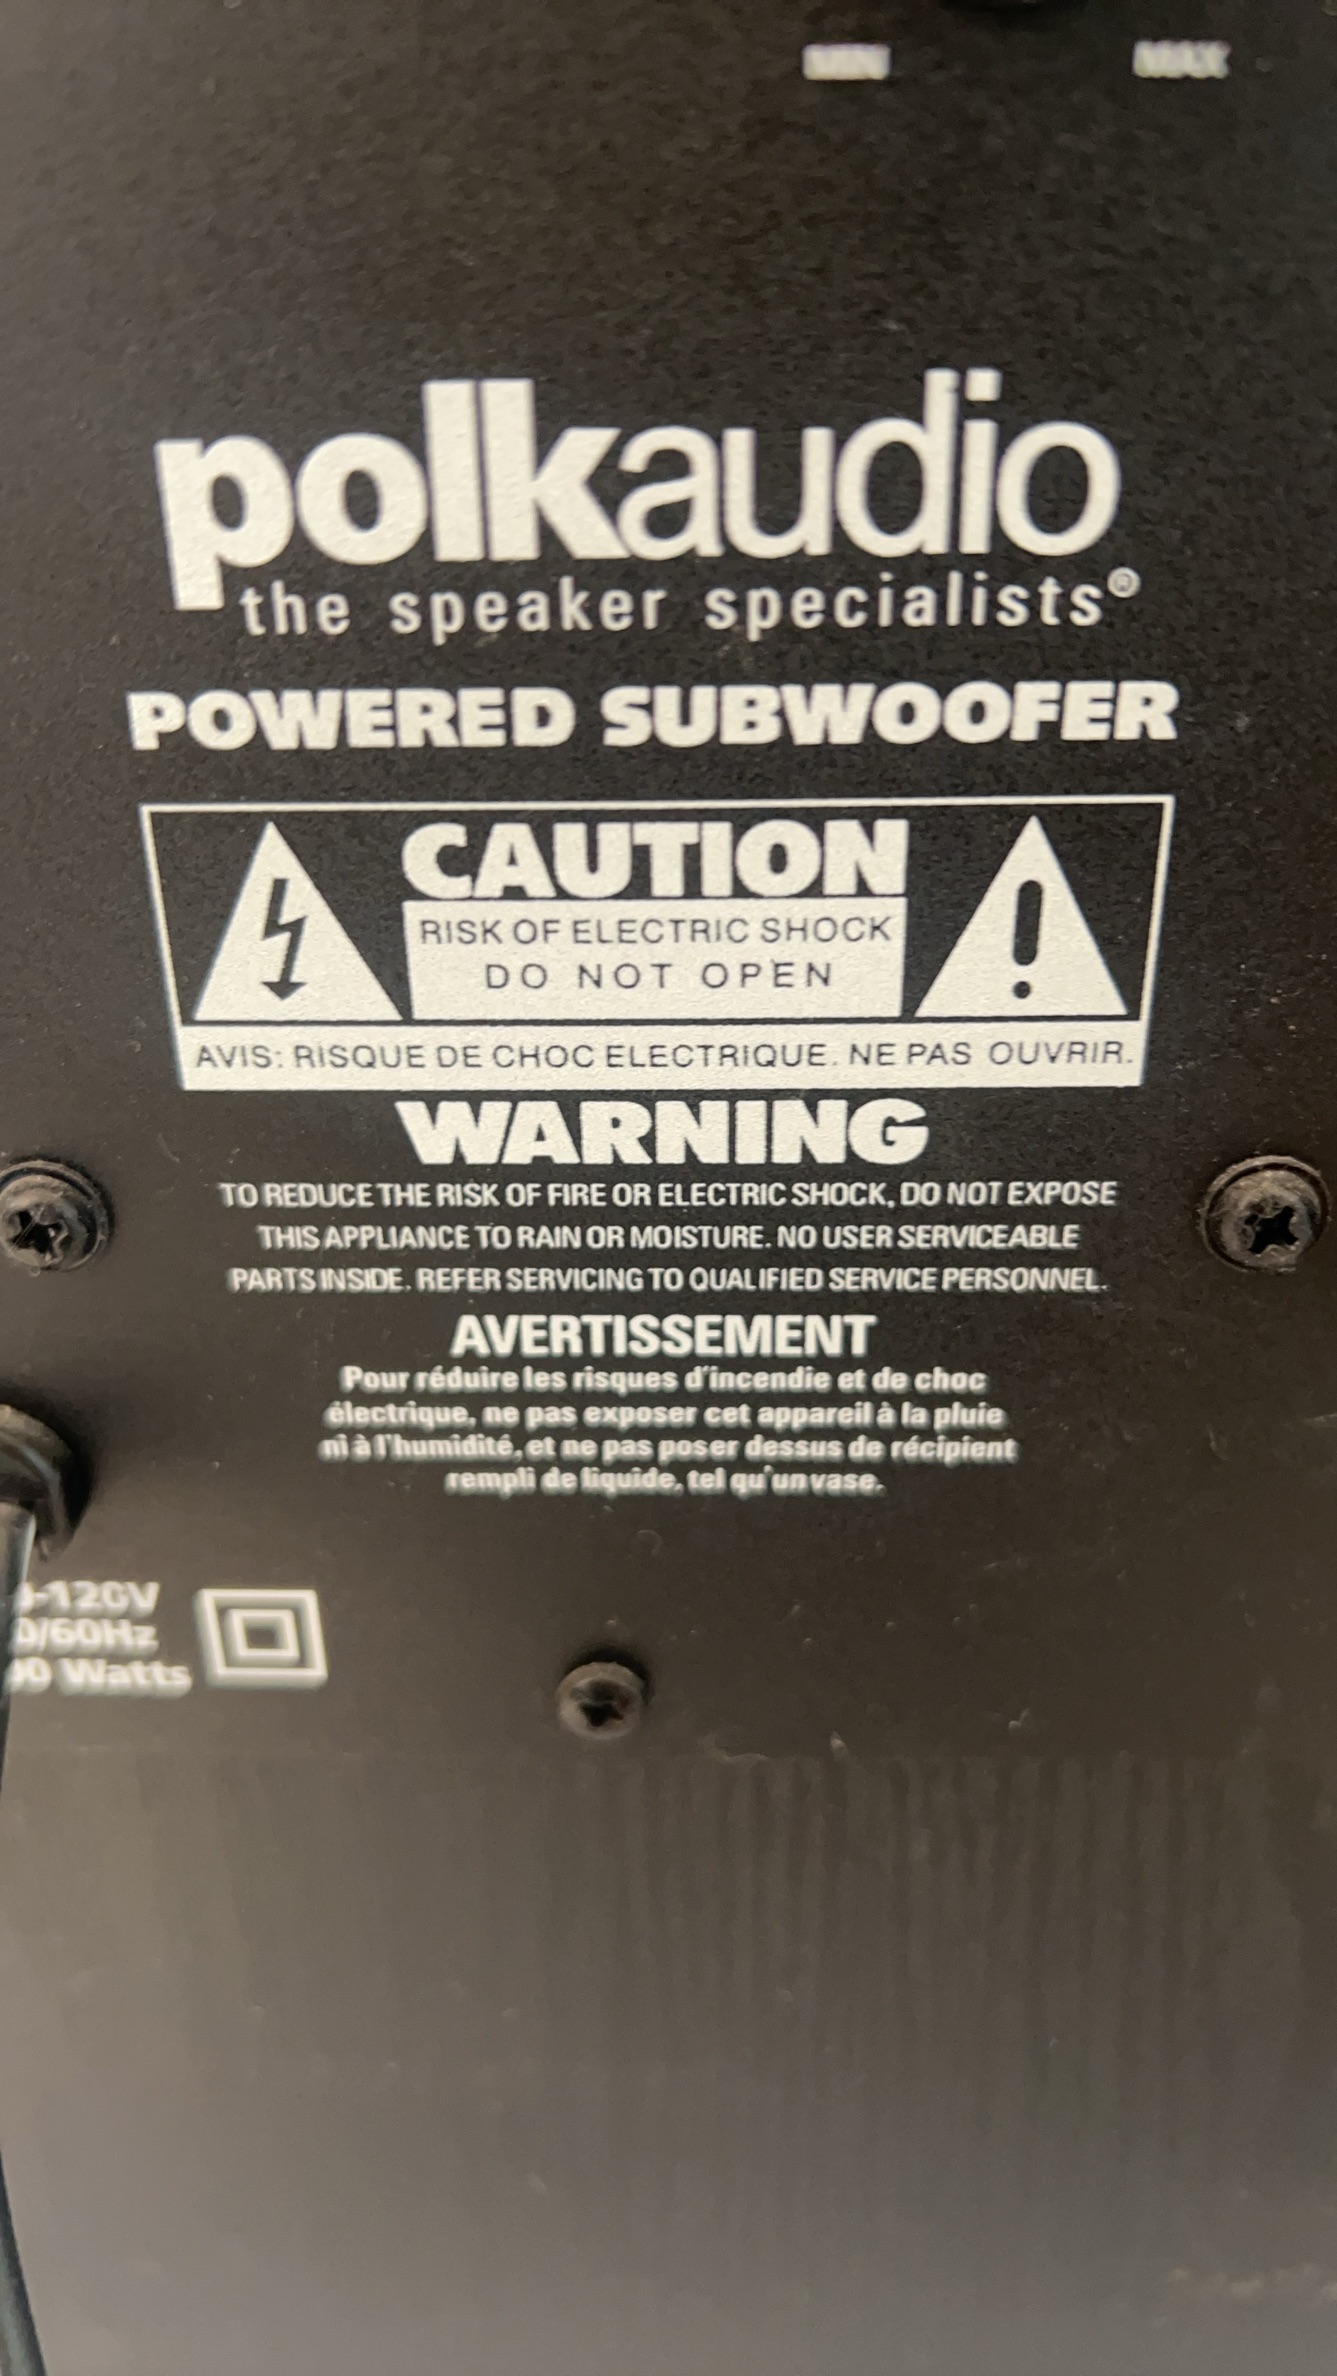 MIN MAX
polkaudio
the speaker specialists®
POWERED SUBWOOFER
CAUTION
RISK OF ELECTRIC SHOCK
DO NOT OPEN
AVIS: RISQUE DE CHOC ELECTRIQUE. NE PAS OUVRIR.
WARNING
TO REDUCE THE RISK OF FIRE OR ELECTRIC SHOCK, DO NOT EXPOSE
THIS APPLIANCE TO RAIN OR MOISTURE. NO USER SERVICEABLE
PARTS INSIDE. REFER SERVICING TO QUALIFIED SERVICE PERSONNEL.
AVERTISSEMENT
Pour réduire les risques d'incendie et de choc
électrique, ne pas exposer cet appareil à la pluie
ni à l'humidité, et ne pas poser dessus de récipient
rempli de liquide, tel qu'un vase.
-120V
/60Hz
Watts